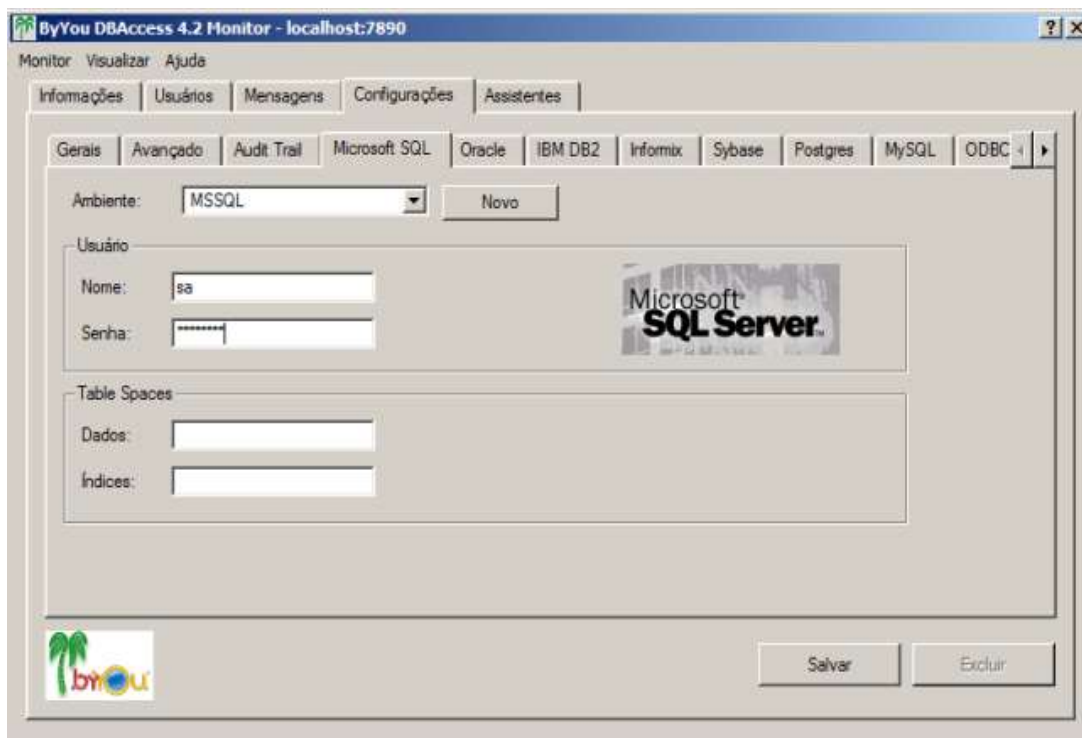 ByYou DBAccess 4.2 Monitor - localhost:7890
Monitor Visualizar Ajuda
Informações Usuários Mensagens Configurações Assistentes
Gerais Avançado Audit Trail Microsoft SQL Oracle IBM DB2 Informix Sybase Postgres MySQL ODBC
Ambiente: MSSQL Novo
Usuário
Nome: sa
Microsoft
SQL Server
Senha: ********
Table Spaces
Dados:
Índices:
byYou
Salvar Excluir